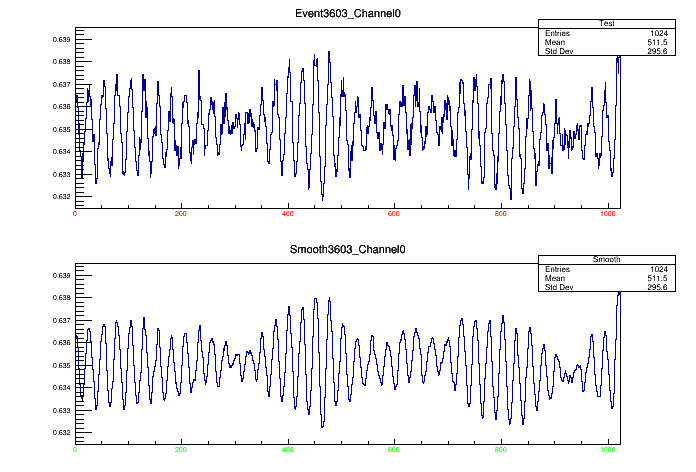 Event3603_Channel0
Test
Entries 1024
Mean 511.5
Std Dev 295.6
0.639
0.638
0.637
0.636
0.635
0.634
0.633
0.632
0 200 400 600 800 1000
Smooth3603_Channel0
Smooth
Entries 1024
Mean 511.5
Std Dev 295.6
0.639
0.638
0.637
0.636
0.635
0.634
0.633
0.632
0 200 400 600 800 1000